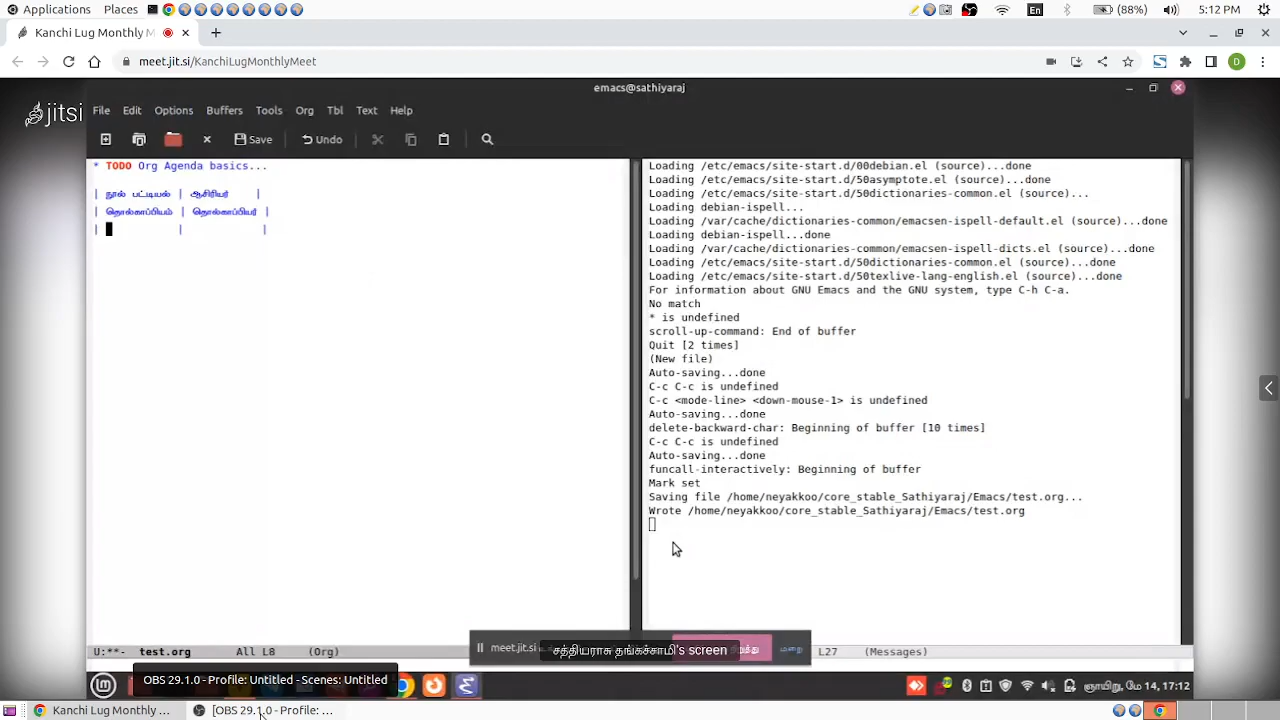 Applications Places En (88%) 5:12 PM
Kanchi Lug Monthly M
meet.jit.si/KanchiLugMonthlyMeet D
jitsi
emacs@sathiyaraj
File Edit Options Buffers Tools Org Tbl Text Help
Save Undo
* TODO Org Agenda basics...
| நூல் பட்டியல் | ஆசிரியர் |
| தொல்காப்பியம் | தொல்காப்பியர் |
| | |
Loading /etc/emacs/site-start.d/00debian.el (source)...done
Loading /etc/emacs/site-start.d/50asymptote.el (source)...done
Loading /etc/emacs/site-start.d/50dictionaries-common.el (source)...
Loading debian-ispell...
Loading /var/cache/dictionaries-common/emacsen-ispell-default.el (source)...done
Loading debian-ispell...done
Loading /var/cache/dictionaries-common/emacsen-ispell-dicts.el (source)...done
Loading /etc/emacs/site-start.d/50dictionaries-common.el (source)...done
Loading /etc/emacs/site-start.d/50texlive-lang-english.el (source)...done
For information about GNU Emacs and the GNU system, type C-h C-a.
No match
* is undefined
scroll-up-command: End of buffer
Quit [2 times]
(New file)
Auto-saving...done
C-c C-c is undefined
C-c <mode-line> <down-mouse-1> is undefined
Auto-saving...done
delete-backward-char: Beginning of buffer [10 times]
C-c C-c is undefined
Auto-saving...done
funcall-interactively: Beginning of buffer
Mark set
Saving file /home/neyakkoo/core_stable_Sathiyaraj/Emacs/test.org...
Wrote /home/neyakkoo/core_stable_Sathiyaraj/Emacs/test.org
U:**- test.org All L8 (Org)
meet.jit.si சத்தியராசு தங்கச்சாமி's screen மறை
L27 (Messages)
OBS 29.1.0 - Profile: Untitled - Scenes: Untitled
ஞாயிறு, மே 14, 17:12
Kanchi Lug Monthly ... [OBS 29.1.0 - Profile: ...